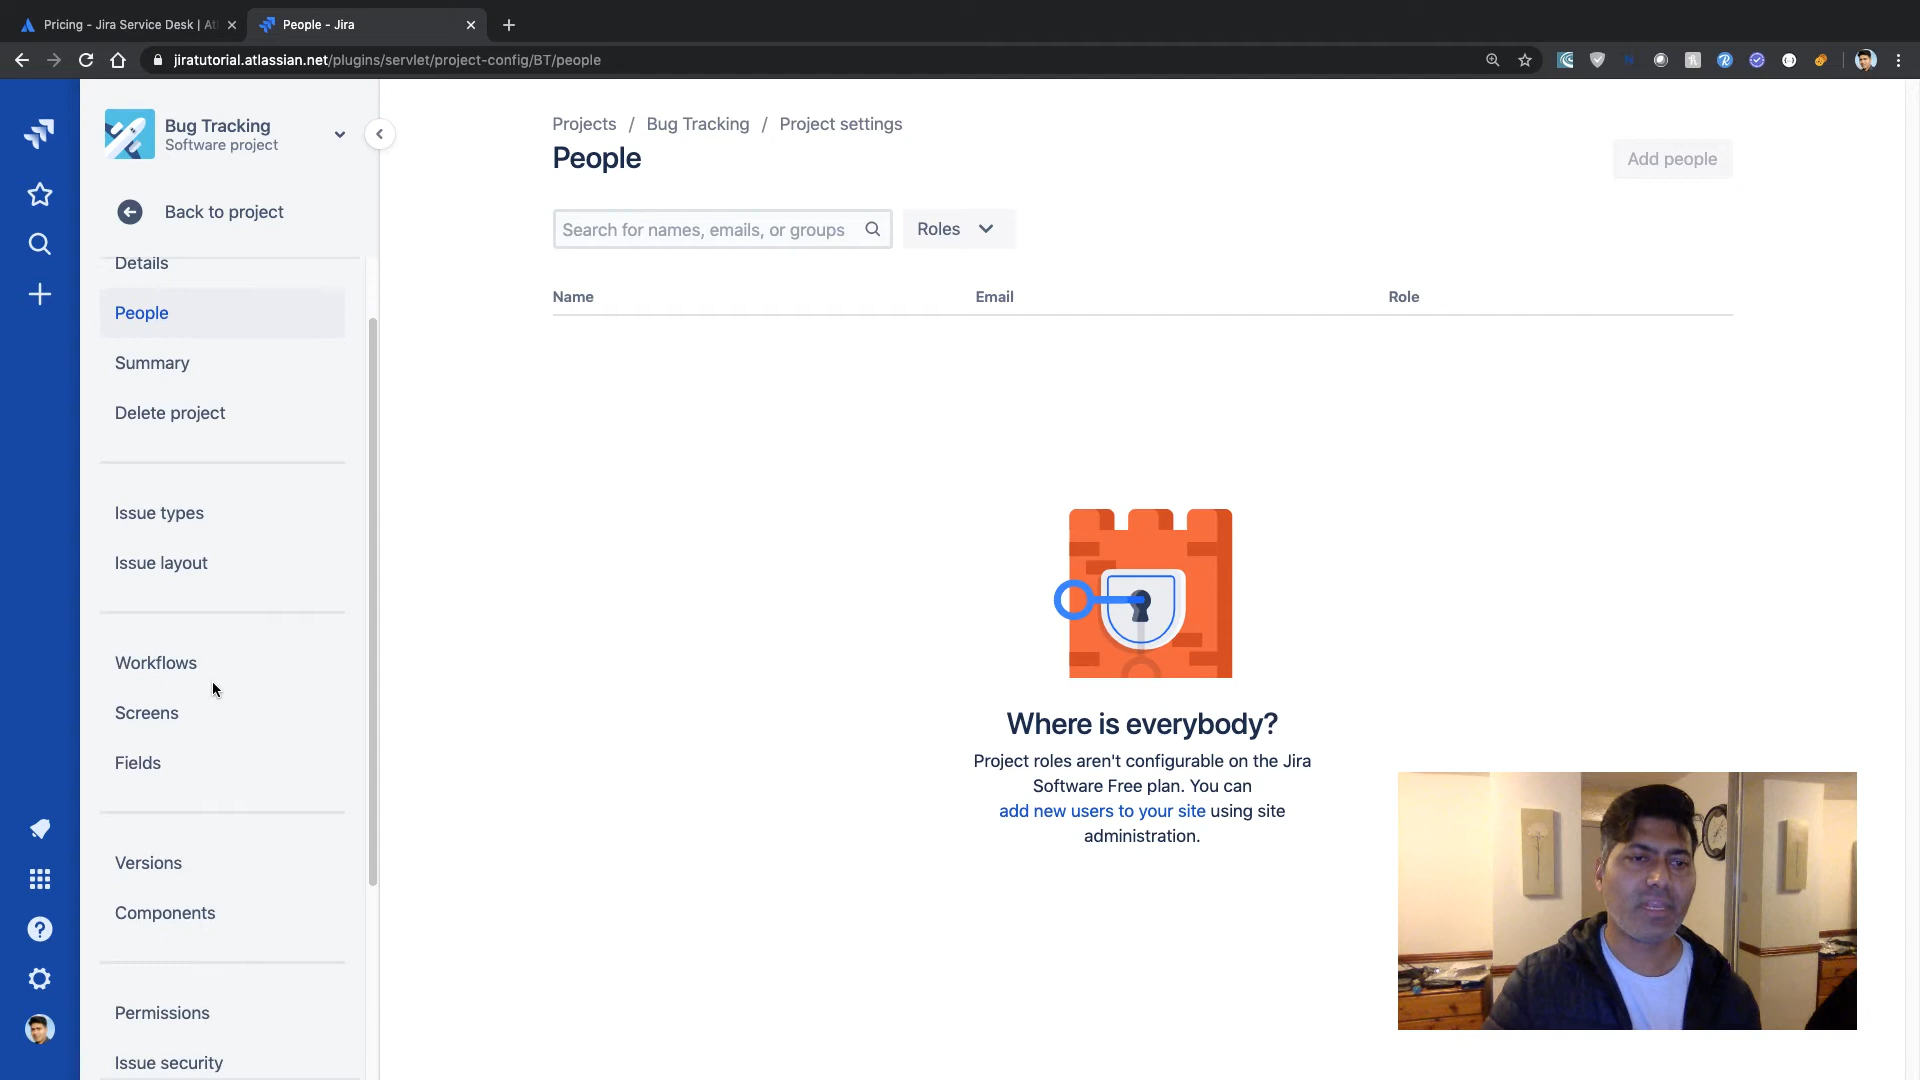 Pricing - Jira Service Desk | At
People - Jira
jiratutorial.atlassian.net/plugins/servlet/project-config/BT/people
Bug Tracking
Software project
Back to project
Details
People
Summary
Delete project
Issue types
Issue layout
Workflows
Screens
Fields
Versions
Components
Permissions
Issue security
Projects / Bug Tracking / Project settings
People
Add people
Search for names, emails, or groups
Roles
Name Email Role
Where is everybody?
Project roles aren't configurable on the Jira
Software Free plan. You can
add new users to your site using site
administration.